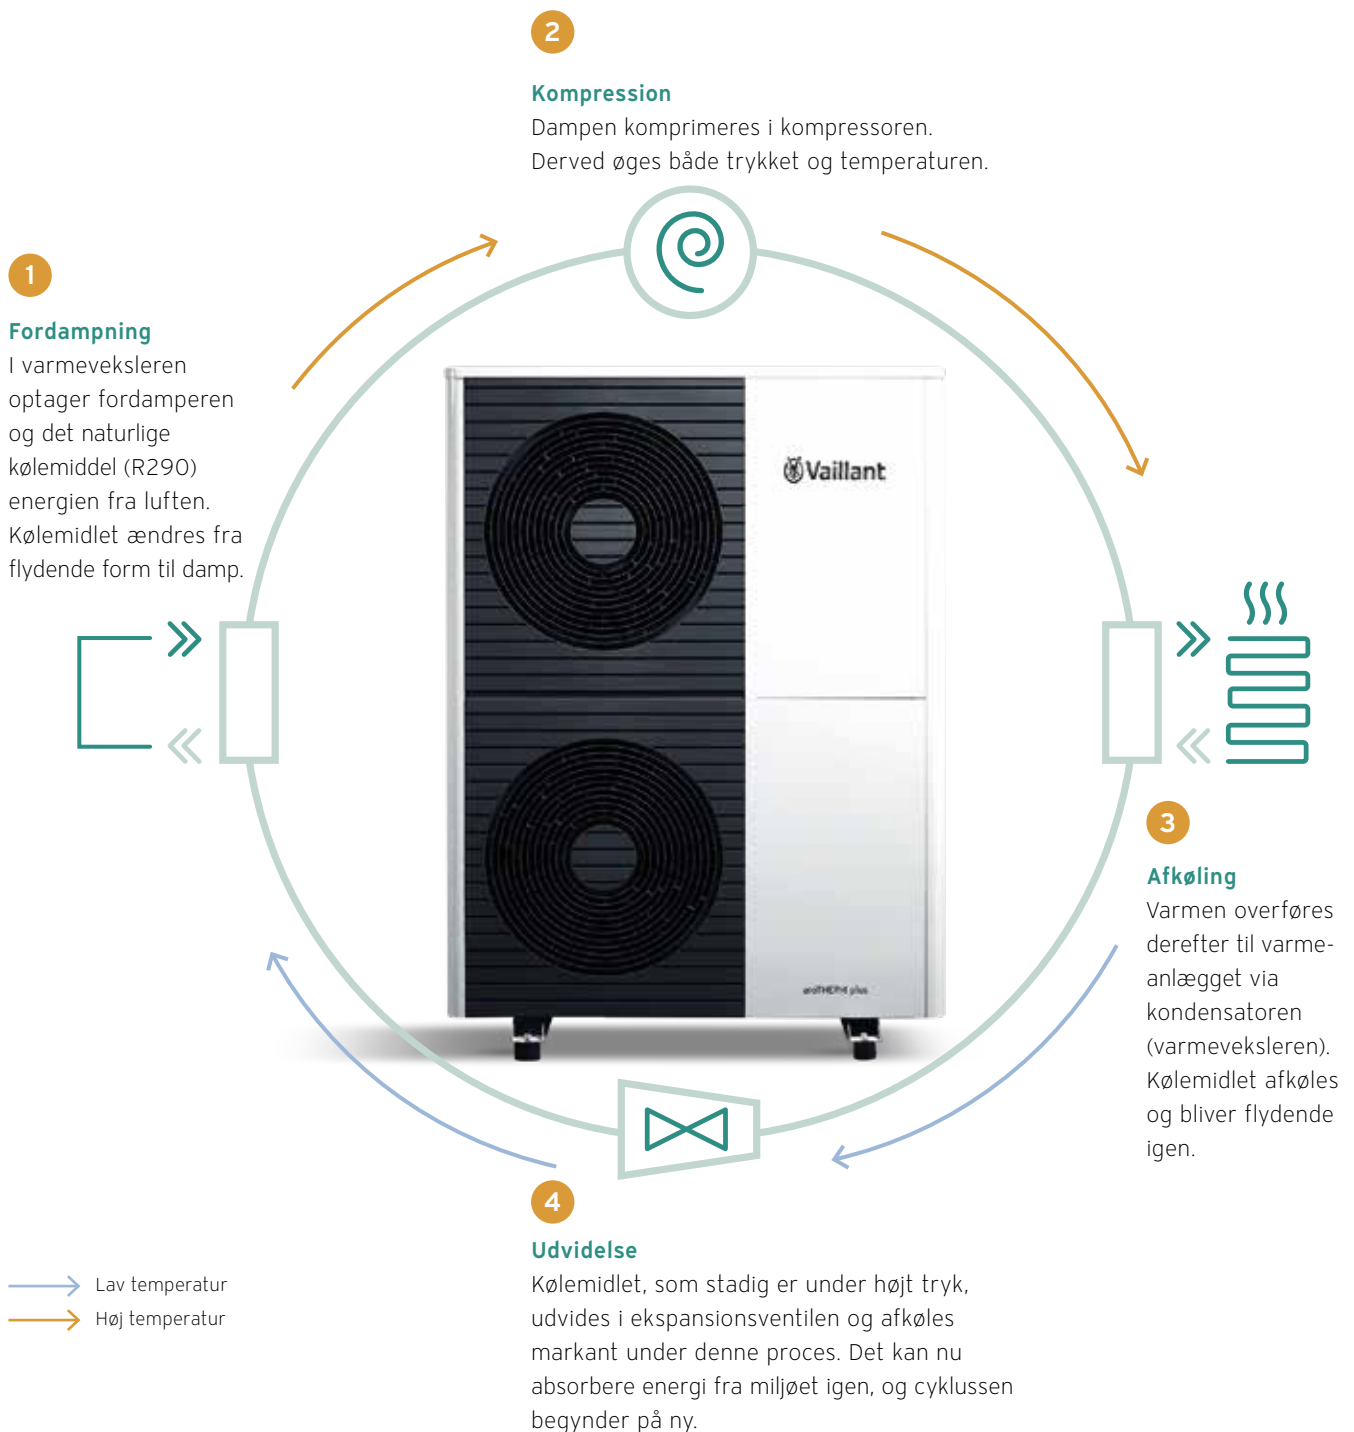 1
Fordampning
I varmeveksleren
optager fordamperen
og det naturlige
kølemiddel (R290)
energien fra luften.
Kølemidlet ændres fra
flydende form til damp.
2
Kompression
Dampen komprimeres i kompressoren.
Derved øges både trykket og temperaturen.
Vaillant
aroTHERM plus
3
Afkøling
Varmen overføres
derefter til varme-
anlægget via
kondensatoren
(varmeveksleren).
Kølemidlet afkøles
og bliver flydende
igen.
4
Udvidelse
Kølemidlet, som stadig er under højt tryk,
udvides i ekspansionsventilen og afkøles
markant under denne proces. Det kan nu
absorbere energi fra miljøet igen, og cyklussen
begynder på ny.
Lav temperatur
Høj temperatur